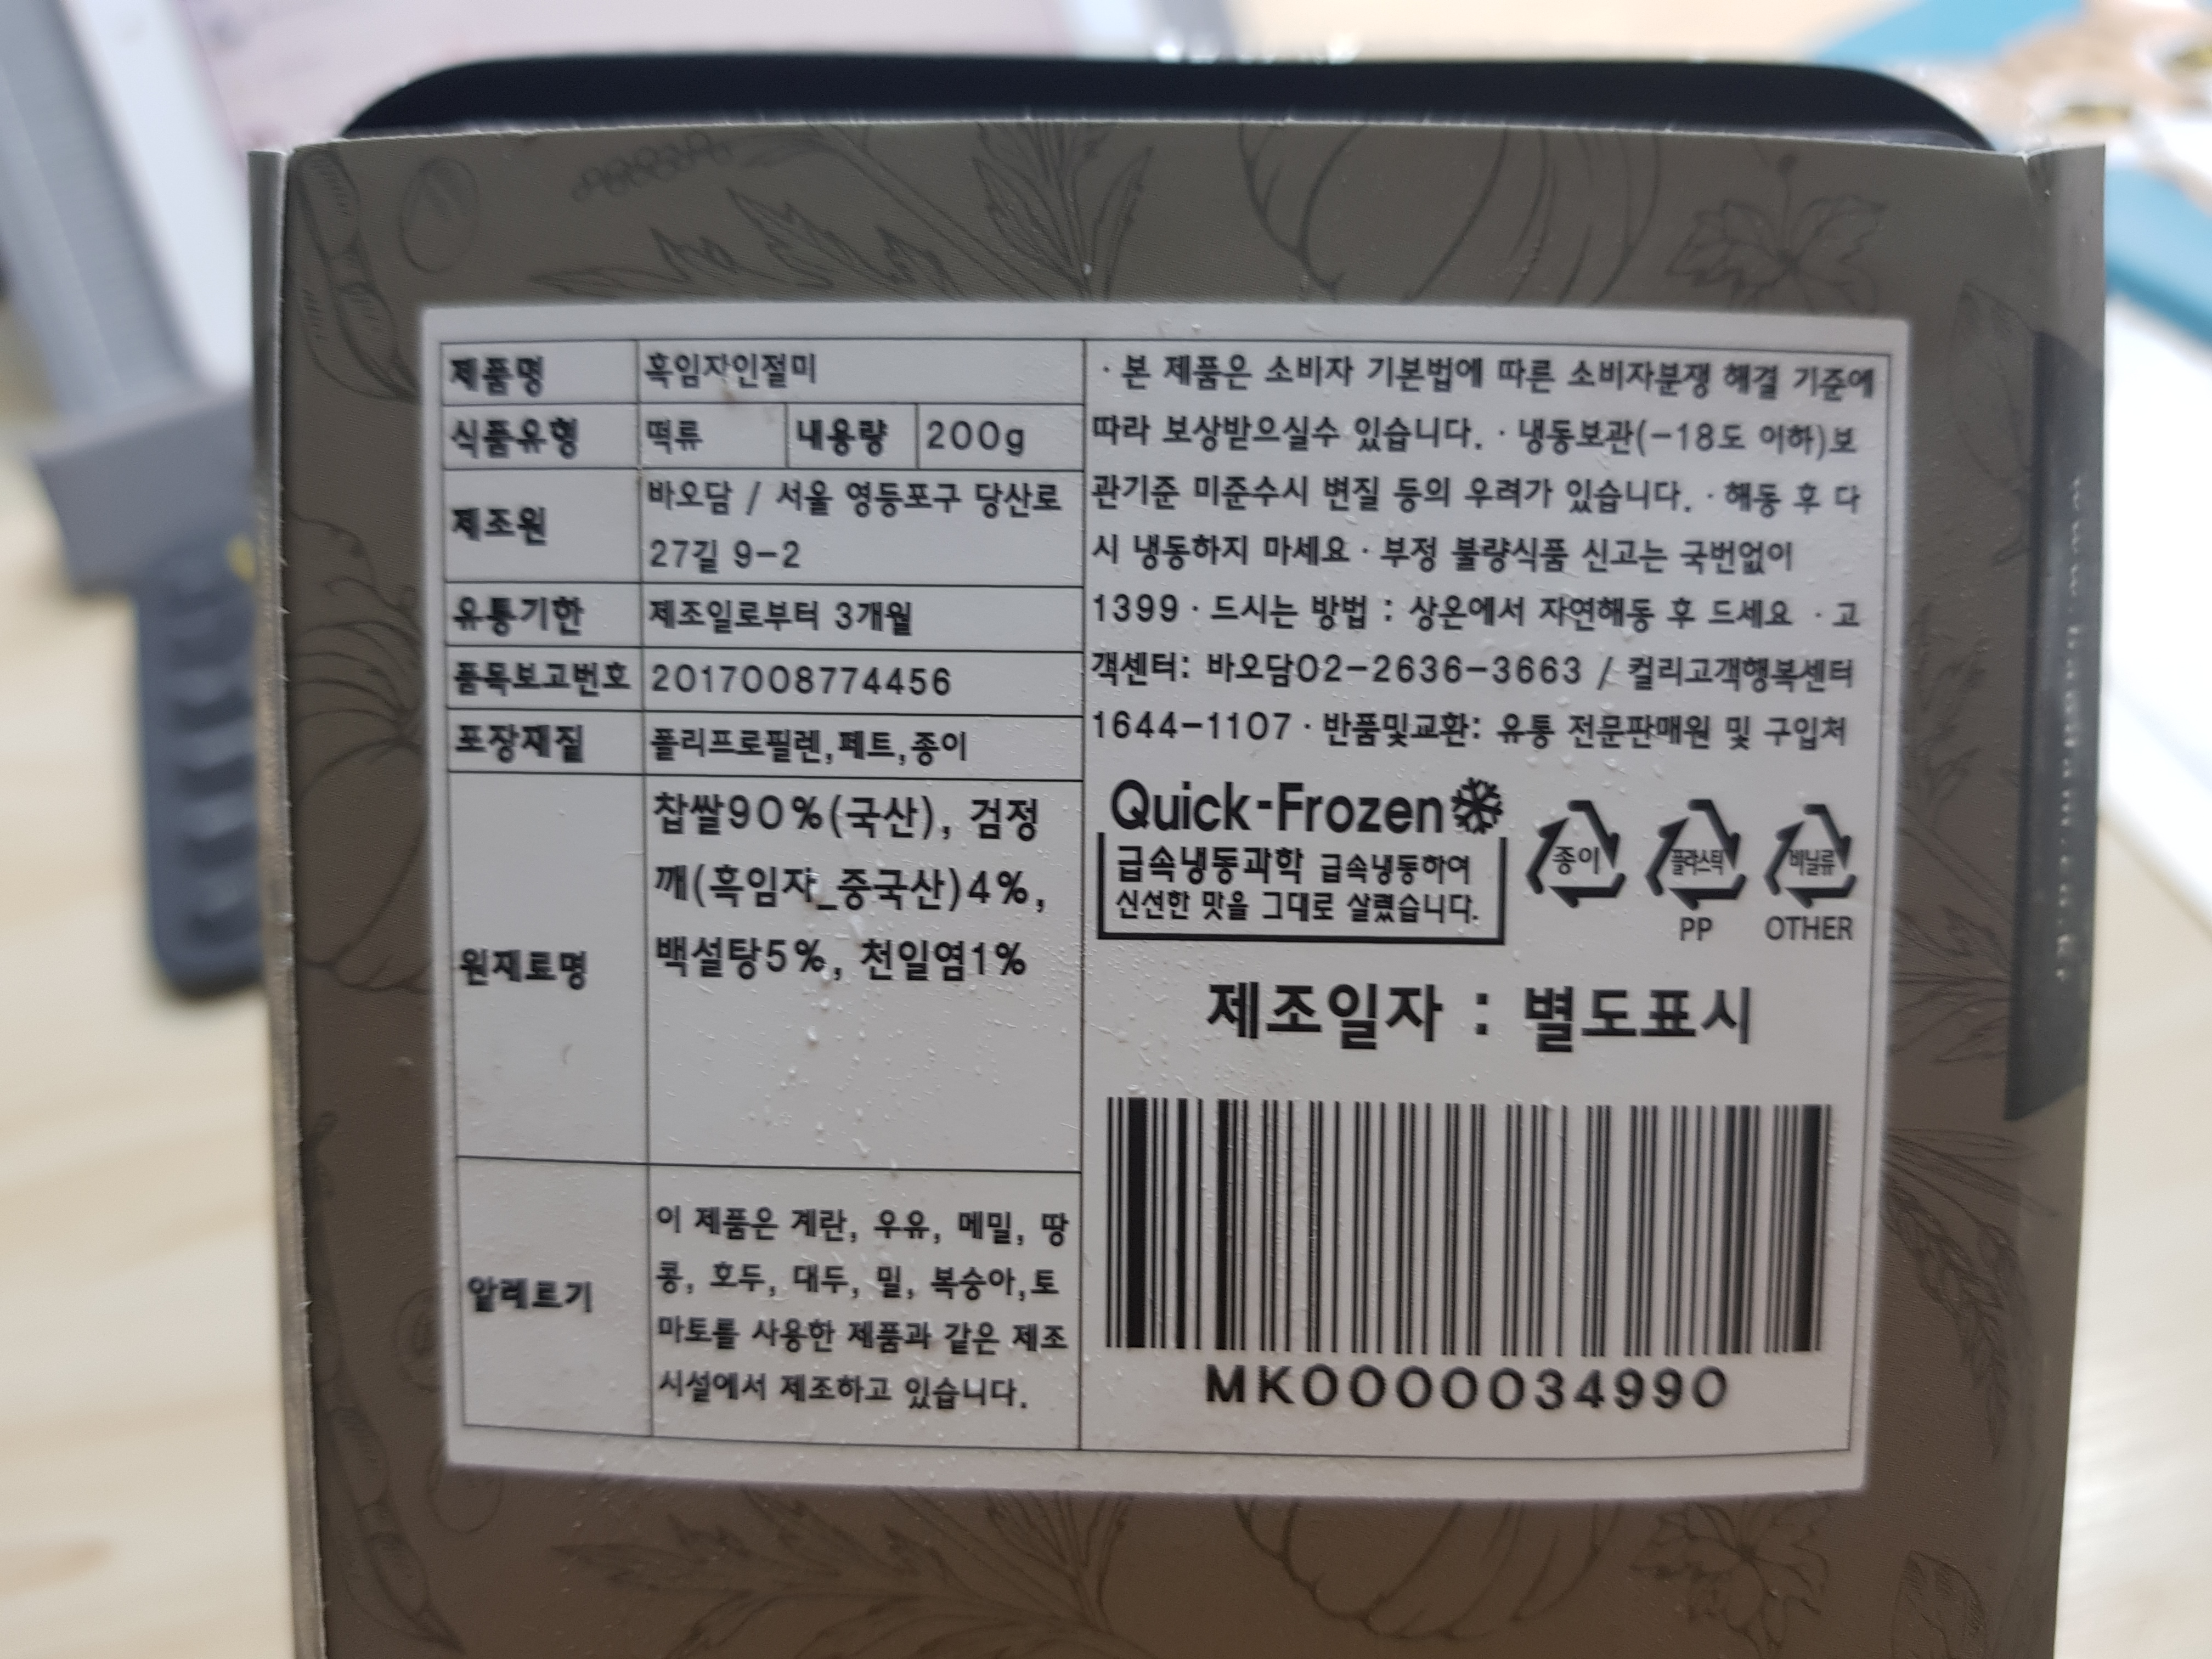 제품명 흑임자인절미
식품유형 떡류 내용량 200g
제조원 바오담 / 서울 영등포구 당산로
27길 9-2
유통기한 제조일로부터 3개월
품목보고번호 2017008774456
포장재질 폴리프로필렌,페트,종이
원재료명 찹쌀90%(국산), 검정
깨(흑임자_중국산)4%,
백설탕5%, 천일염1%
알레르기 이 제품은 계란, 우유, 메밀, 땅
콩, 호두, 대두, 밀, 복숭아,토
마토를 사용한 제품과 같은 제조
시설에서 제조하고 있습니다.
· 본 제품은 소비자 기본법에 따른 소비자분쟁 해결 기준에
따라 보상받으실수 있습니다. · 냉동보관(-18도 이하)보
관기준 미준수시 변질 등의 우려가 있습니다. · 해동 후 다
시 냉동하지 마세요 · 부정 불량식품 신고는 국번없이
1399 · 드시는 방법 : 상온에서 자연해동 후 드세요 · 고
객센터: 바오담02-2636-3663 / 컬리고객행복센터
1644-1107 · 반품및교환: 유통 전문판매원 및 구입처
Quick-Frozen
급속냉동과학 급속냉동하여
신선한 맛을 그대로 살렸습니다.
종이 플라스틱 비닐류
PP OTHER
제조일자 : 별도표시
MK0000034990